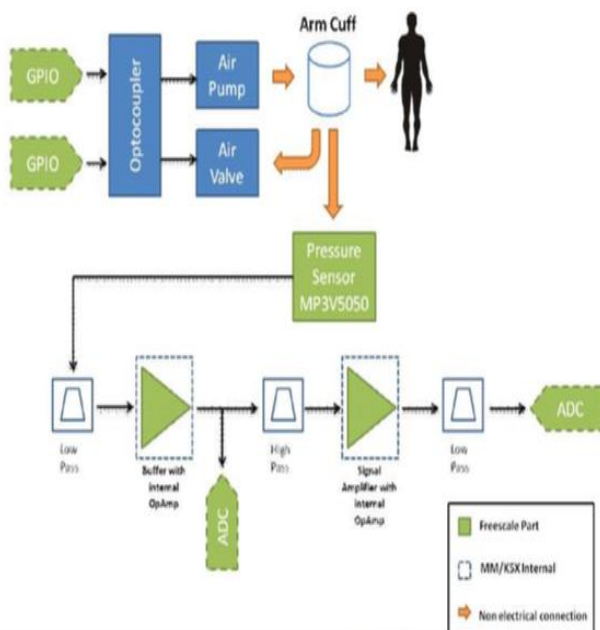 Arm Cuff
GPIO
Optocoupler
Air
Pump
GPIO
Air
Valve
Pressure
Sensor
MP3V5050
Low
Pass
Buffer with
internal
OpAmp
ADC
High
Pass
Signal
Amplifier with
internal
OpAmp
Low
Pass
ADC
Freescale Part
MM/K5X Internal
Non electrical connection